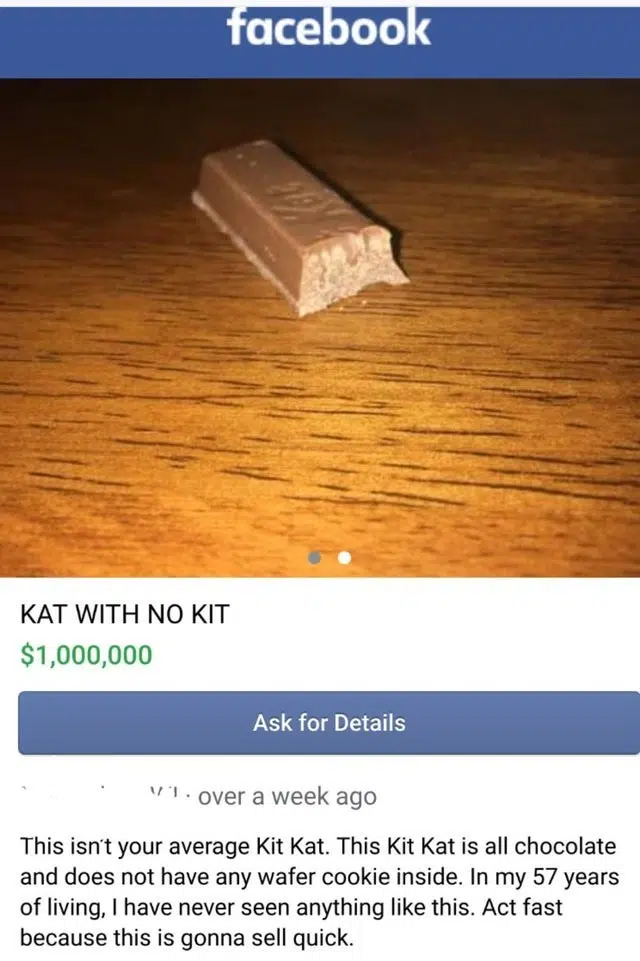 facebook
KAT WITH NO KIT
$1,000,000
Ask for Details
· over a week ago
This isn't your average Kit Kat. This Kit Kat is all chocolate
and does not have any wafer cookie inside. In my 57 years
of living, I have never seen anything like this. Act fast
because this is gonna sell quick.